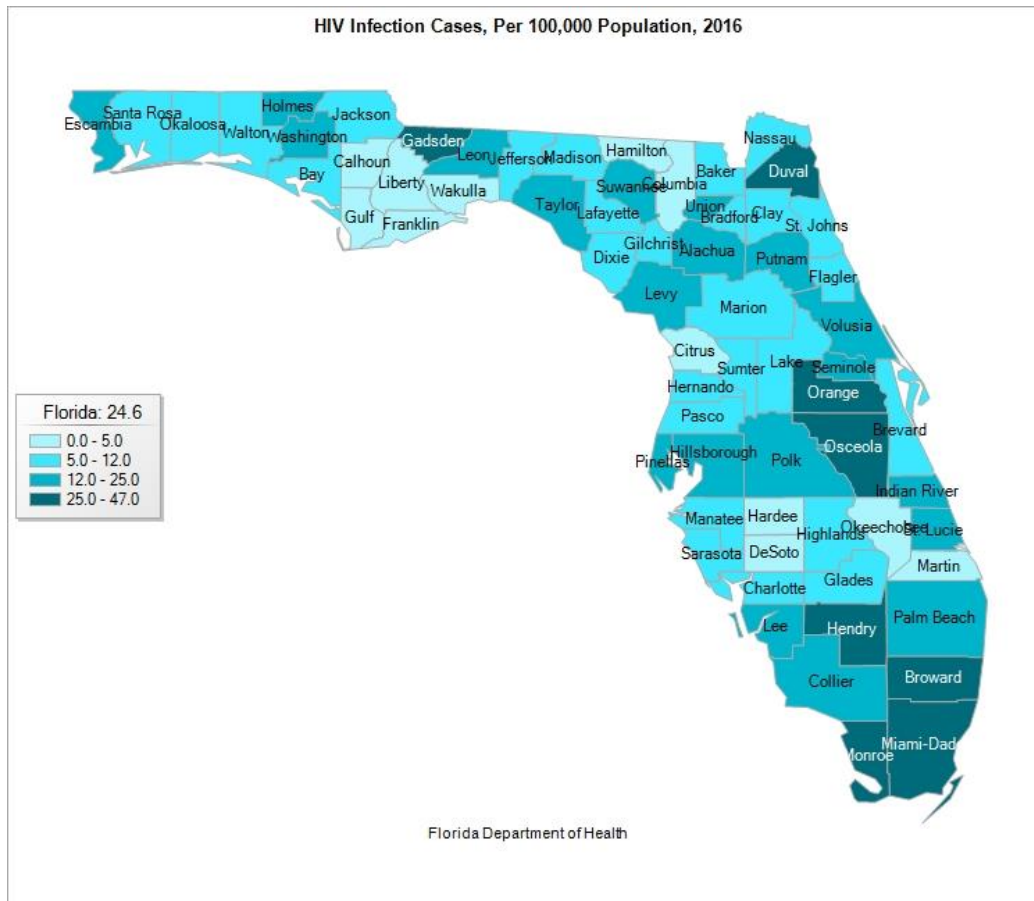 HIV Infection Cases, Per 100,000 Population, 2016
Holmes
Santa Rosa
Jackson
Escambia
Okaloosa
Walton
Washington
Gadsden
Leon
Jefferson
Madison
Hamilton
Nassau
Calhoun
Baker
Duval
Bay
Liberty
Wakulla
Suwannee
Columbia
Taylor
Lafayette
Union
Bradford
Clay
St. Johns
Gulf
Franklin
Gilchrist
Alachua
Putnam
Dixie
Flagler
Levy
Marion
Volusia
Citrus
Sumter
Lake
Seminole
Hernando
Orange
Florida: 24.6
0.0 - 5.0
5.0 - 12.0
12.0 - 25.0
25.0 - 47.0
Pasco
Brevard
Osceola
Pinellas
Hillsborough
Polk
Indian River
Manatee
Hardee
Highlands
Okeechobee
St. Lucie
Sarasota
DeSoto
Martin
Charlotte
Glades
Lee
Hendry
Palm Beach
Collier
Broward
Monroe
Miami-Dade
Florida Department of Health